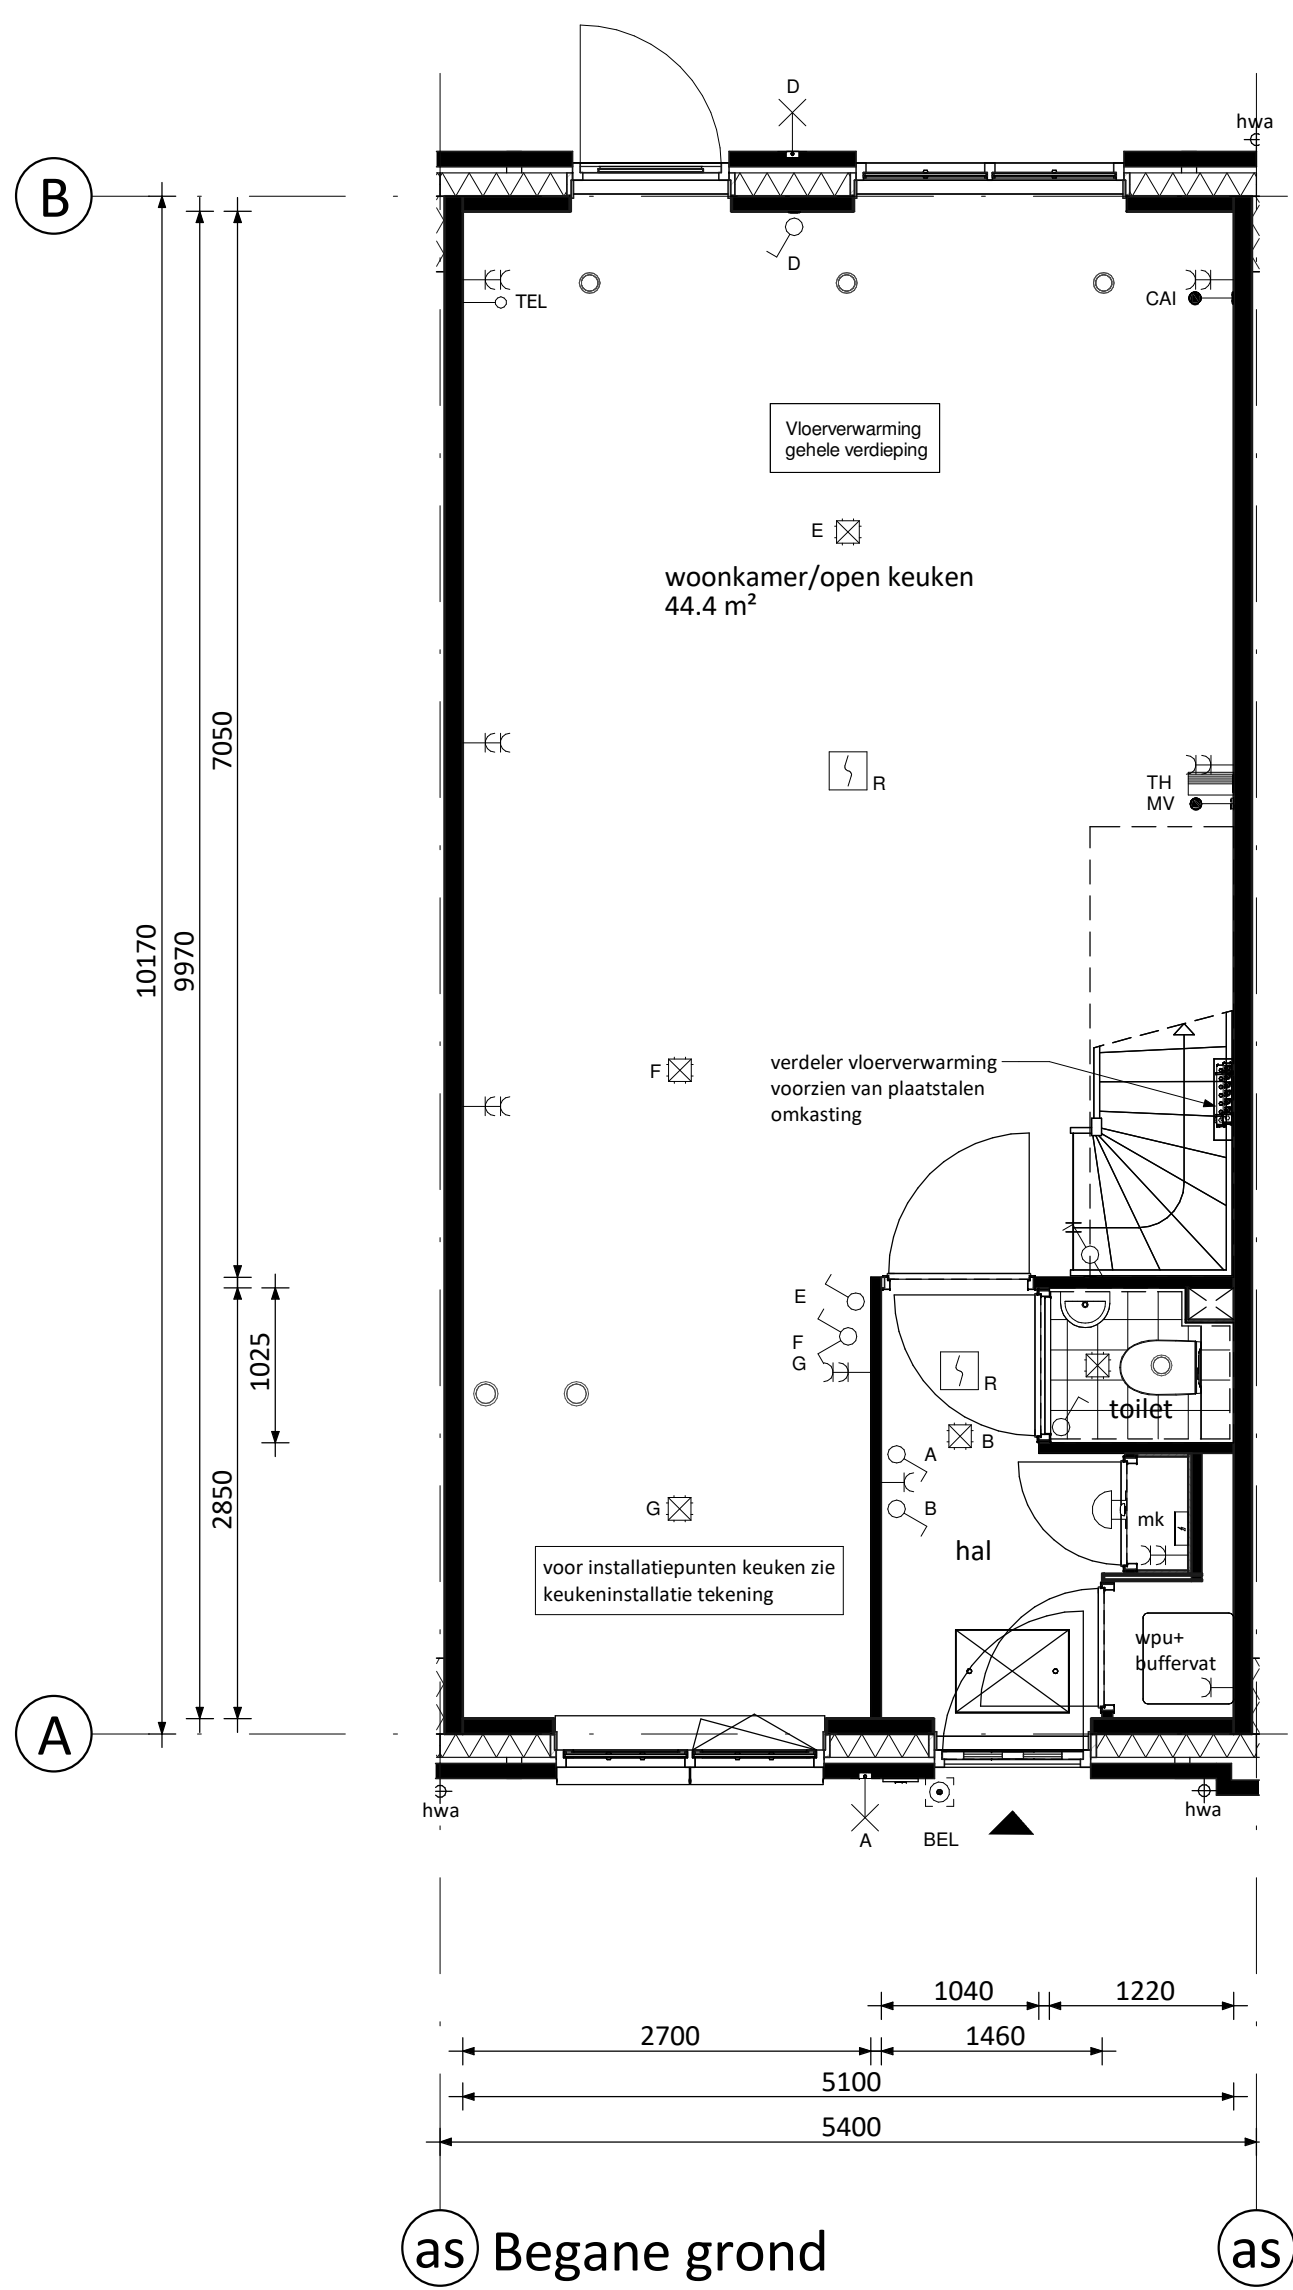 D
hwa
B
D
TEL
CAI
Vloerverwarming
gehele verdieping
E
woonkamer/open keuken
44.4 m²
7050
R
TH
MV
10170
9970
F
verdeler vloerverwarming
voorzien van plaatstalen
omkasting
E
F
G
1025
R
toilet
B
A
2850
G
B
mk
hal
voor installatiepunten keuken zie
keukeninstallatie tekening
wpu+
buffervat
A
hwa
hwa
A
BEL
1040
1220
2700
1460
5100
5400
as
Begane grond
as